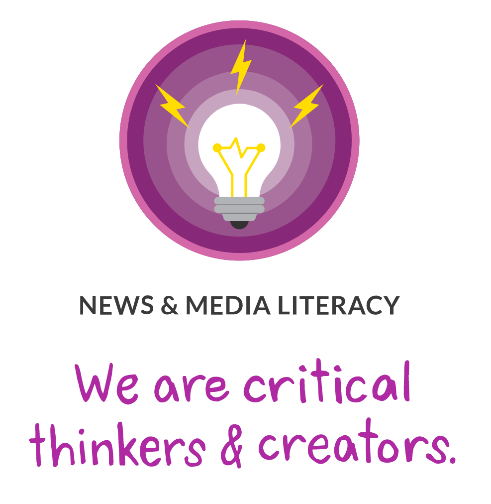 NEWS & MEDIA LITERACY
We are critical
thinkers & creators.